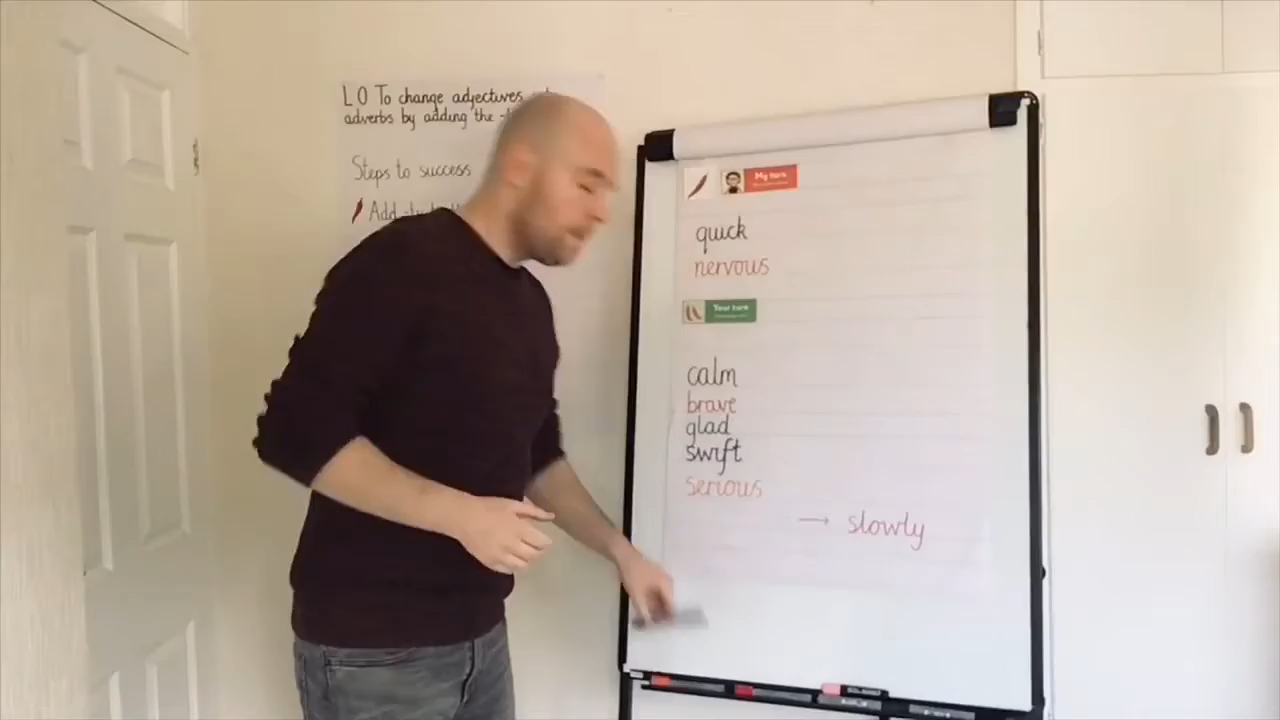 LO To change adjectives
adverbs by adding the
Steps to success
Add
My turn
quick
nervous
Your turn
calm
brave
glad
swift
serious
→ slowly